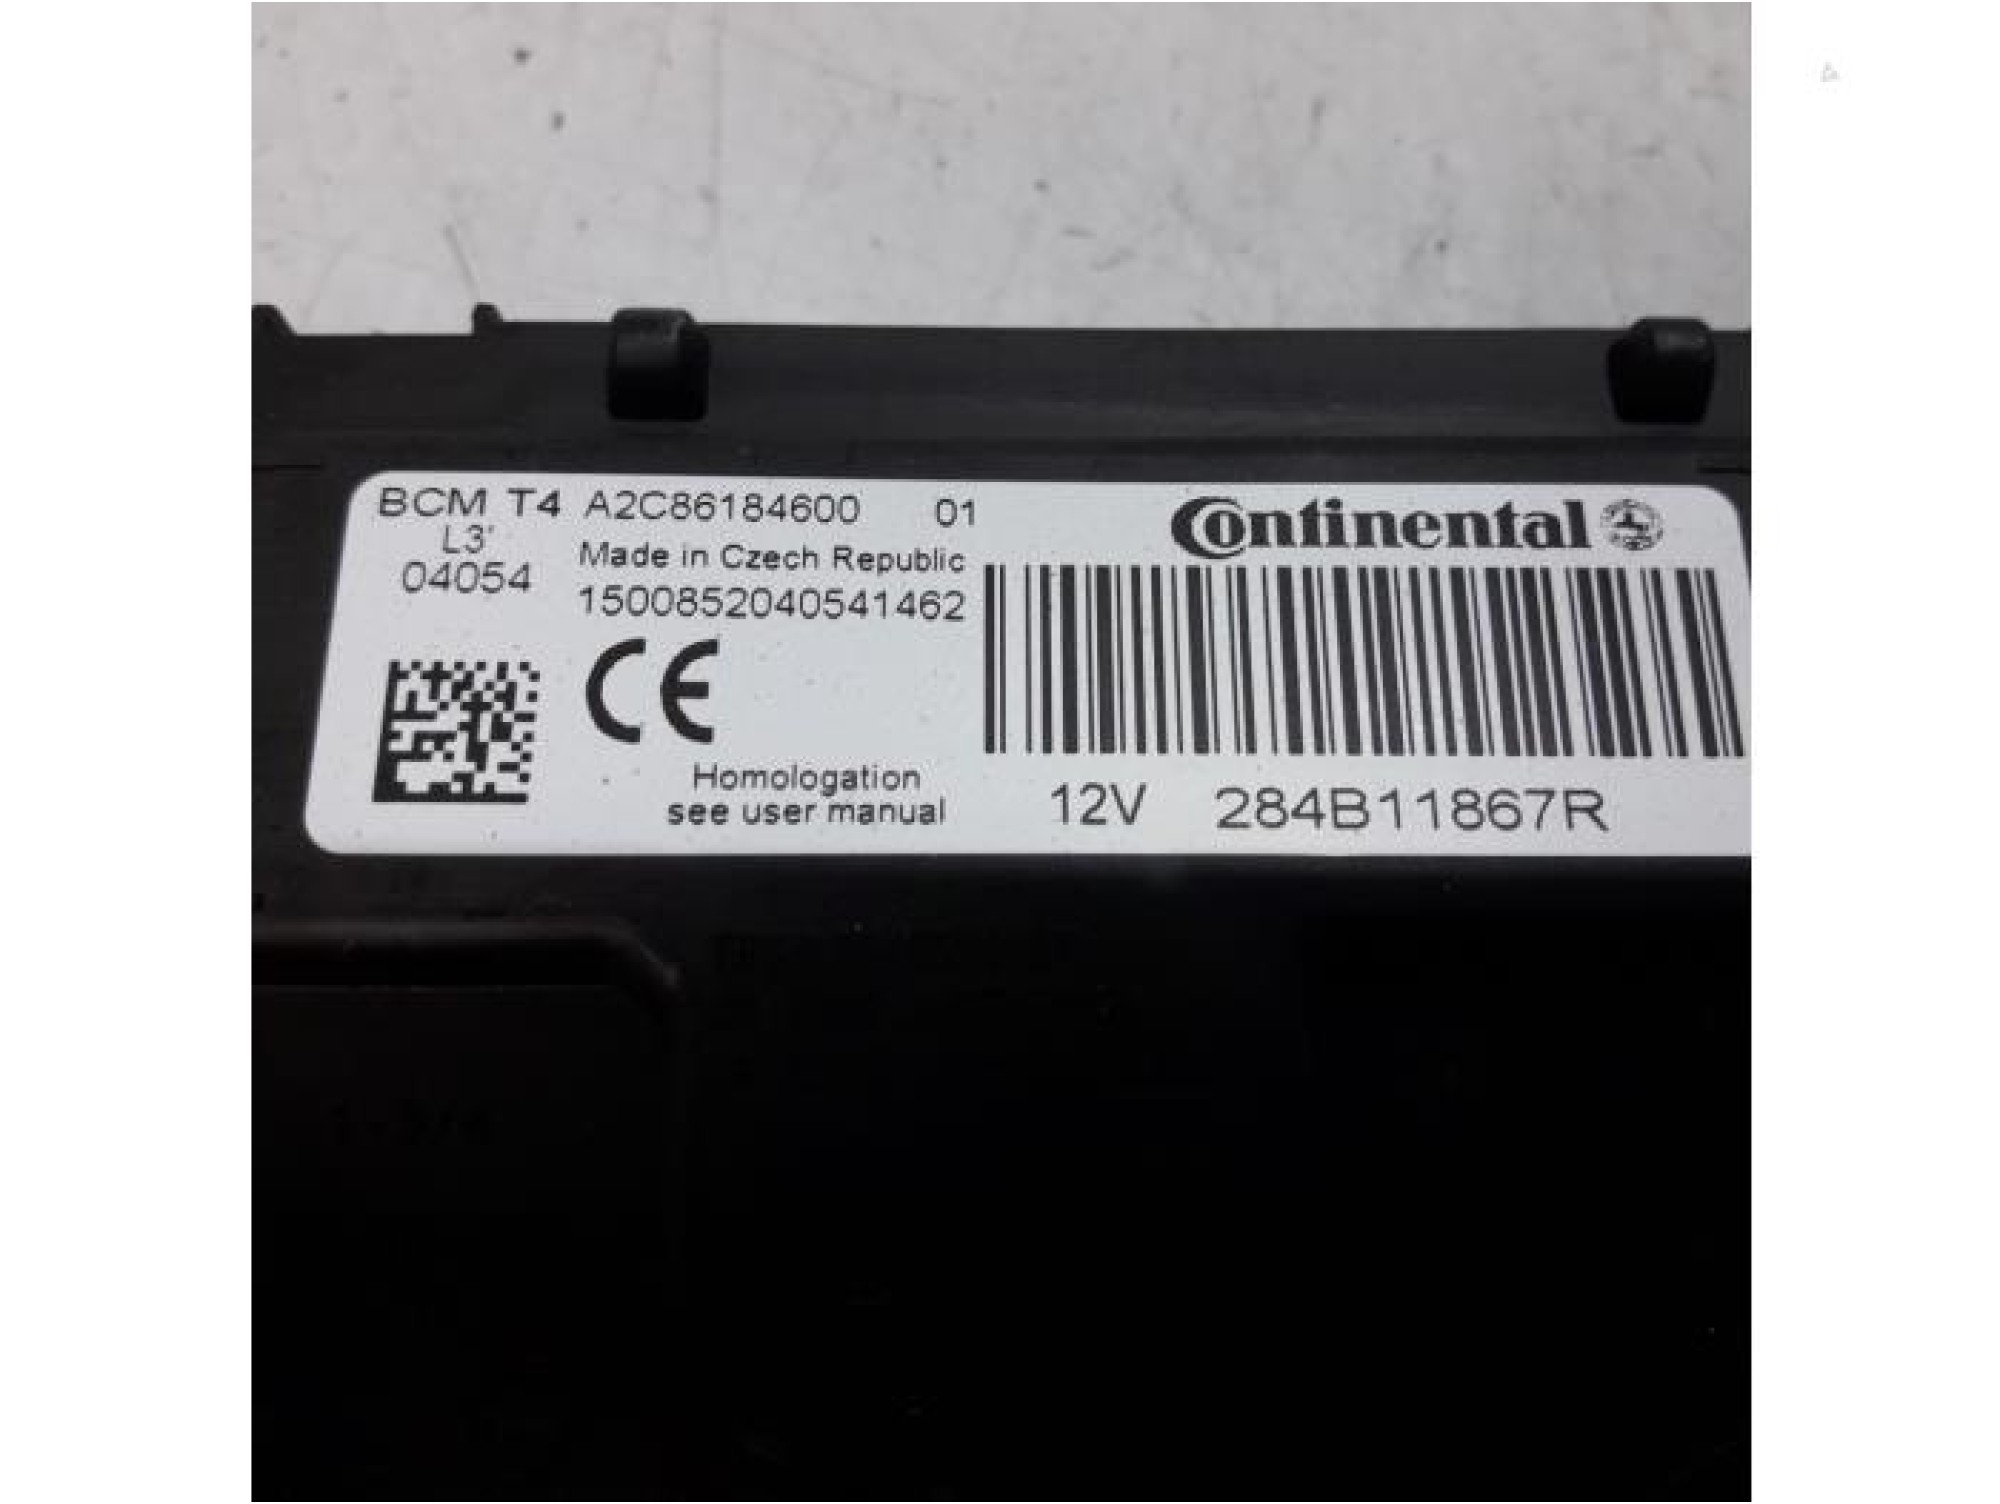 BCM T4 A2C86184600 01
L3'
04054
Made in Czech Republic
1500852040541462
Continental
CE
Homologation
see user manual
12V 284B11867R